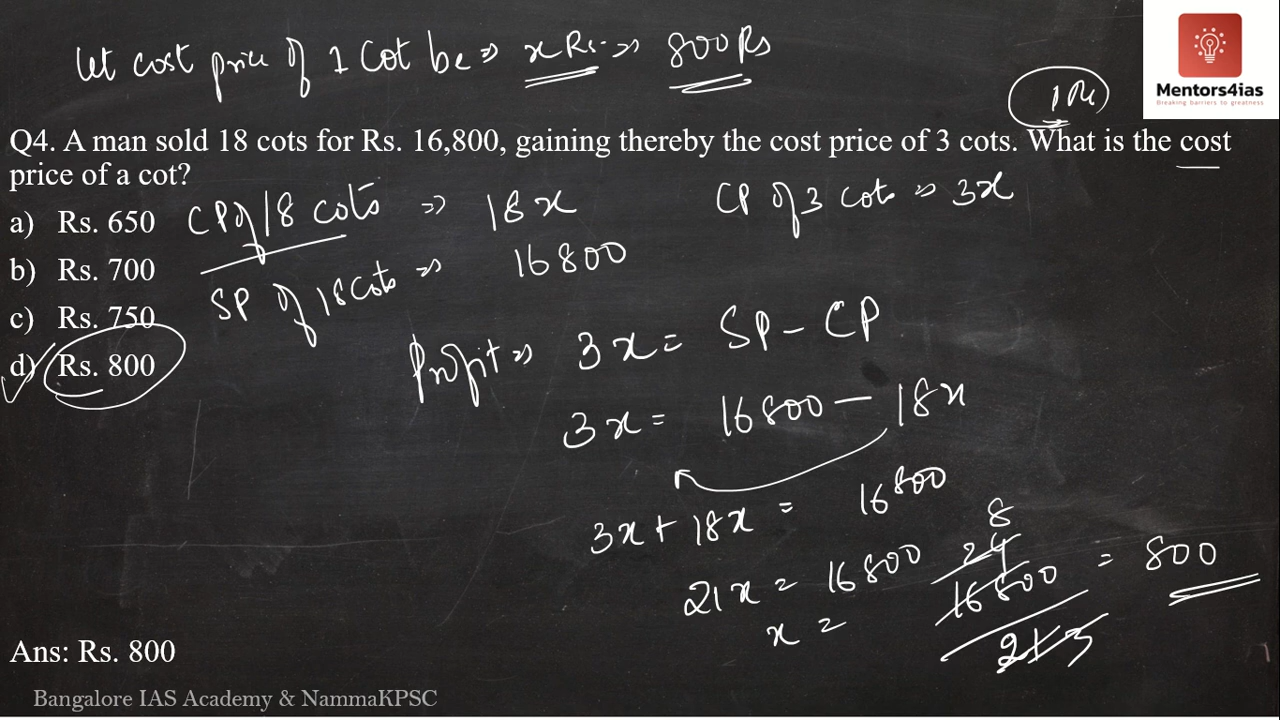 let cost price of 1 Cot be ⇒ x Rs. ⇒ 800 Rs
Mentors4ias
Breaking barriers to greatness
Q4. A man sold 18 cots for Rs. 16,800, gaining thereby the cost price of 3 cots. What is the cost
price of a cot?
a) Rs. 650
b) Rs. 700
c) Rs. 750
d) Rs. 800
CP of 18 cots ⇒ 18x
CP of 3 cots ⇒ 3x
SP of 18 Cots ⇒ 16800
Profit ⇒ 3x = SP - CP
3x = 16800 - 18x
3x + 18x = 16800
21x = 16800
x = 16800 / 21 = 800
24
8
3
Ans: Rs. 800
Bangalore IAS Academy & NammaKPSC